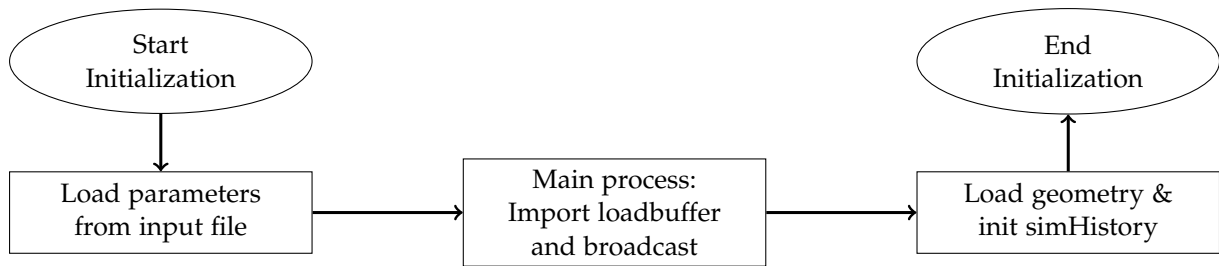 Start
Initialization
Load parameters
from input file
Main process:
Import loadbuffer
and broadcast
Load geometry &
init simHistory
End
Initialization